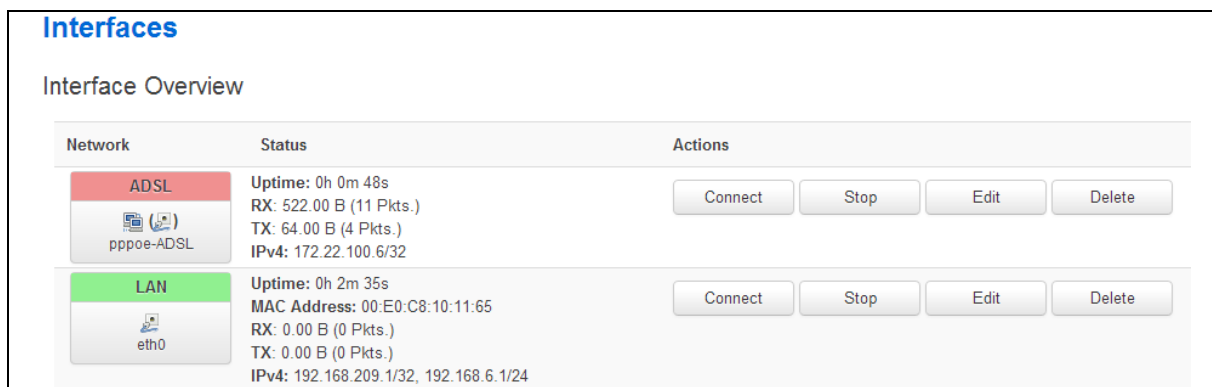 Interfaces
Interface Overview
Network Status Actions
ADSL
pppoe-ADSL
Uptime: 0h 0m 48s
RX: 522.00 B (11 Pkts.)
TX: 64.00 B (4 Pkts.)
IPv4: 172.22.100.6/32
Connect Stop Edit Delete
LAN
eth0
Uptime: 0h 2m 35s
MAC Address: 00:E0:C8:10:11:65
RX: 0.00 B (0 Pkts.)
TX: 0.00 B (0 Pkts.)
IPv4: 192.168.209.1/32, 192.168.6.1/24
Connect Stop Edit Delete